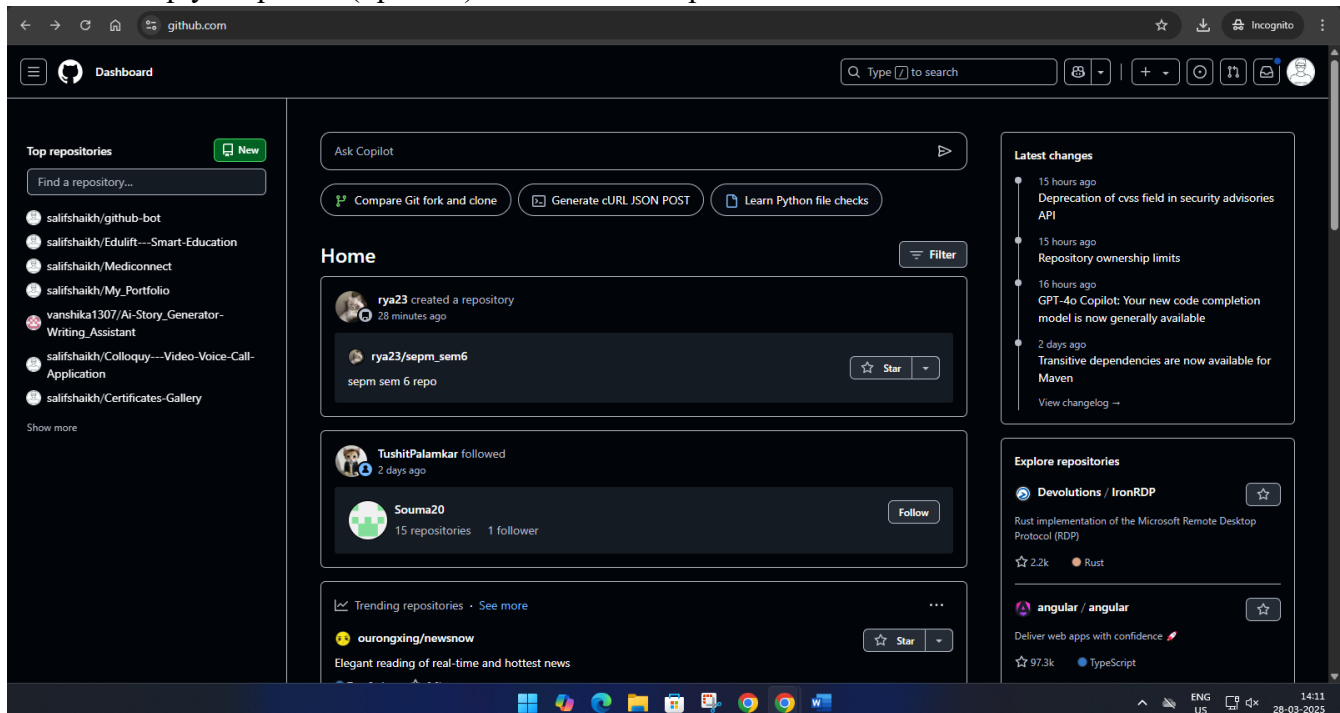 github.com
Incognito
Dashboard
Type / to search
Top repositories
New
Find a repository...
salifshaikh/github-bot
salifshaikh/Edulift---Smart-Education
salifshaikh/Mediconnect
salifshaikh/My_Portfolio
vanshika1307/Ai-Story_Generator-
Writing_Assistant
salifshaikh/Colloquy---Video-Voice-Call-
Application
salifshaikh/Certificates-Gallery
Show more
Ask Copilot
Compare Git fork and clone
Generate cURL JSON POST
Learn Python file checks
Home
Filter
rya23 created a repository
28 minutes ago
rya23/sepm_sem6
sepm sem 6 repo
Star
TushitPalamkar followed
2 days ago
Souma20
15 repositories 1 follower
Follow
Trending repositories · See more
ourongxing/newsnow
Star
Elegant reading of real-time and hottest news
Latest changes
15 hours ago
Deprecation of cvss field in security advisories
API
15 hours ago
Repository ownership limits
16 hours ago
GPT-4o Copilot: Your new code completion
model is now generally available
2 days ago
Transitive dependencies are now available for
Maven
View changelog →
Explore repositories
Devolutions / IronRDP
Rust implementation of the Microsoft Remote Desktop
Protocol (RDP)
2.2k Rust
angular / angular
Deliver web apps with confidence 🚀
97.3k TypeScript
ENG
US
14:11
28-03-2025